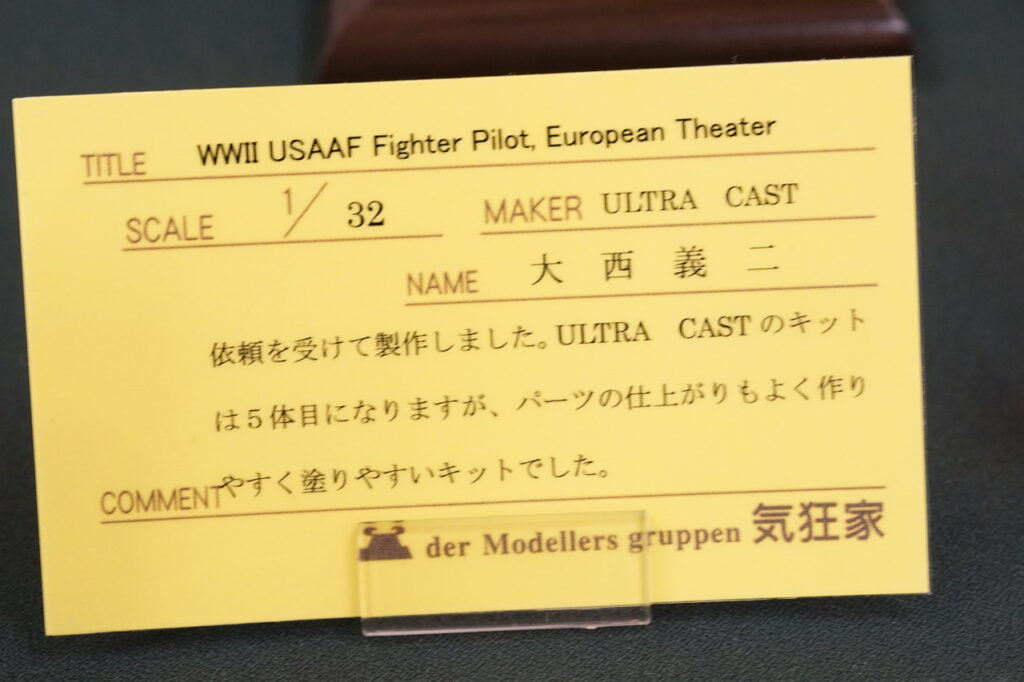 TITLE WWII USAAF Fighter Pilot, European Theater
SCALE 1/32 MAKER ULTRA CAST
NAME 大西義二
依頼を受けて製作しました。ULTRA CASTのキット
は5体目になりますが、パーツの仕上がりもよく作り
やすく塗りやすいキットでした。
COMMENT
der Modellers gruppen 気狂家